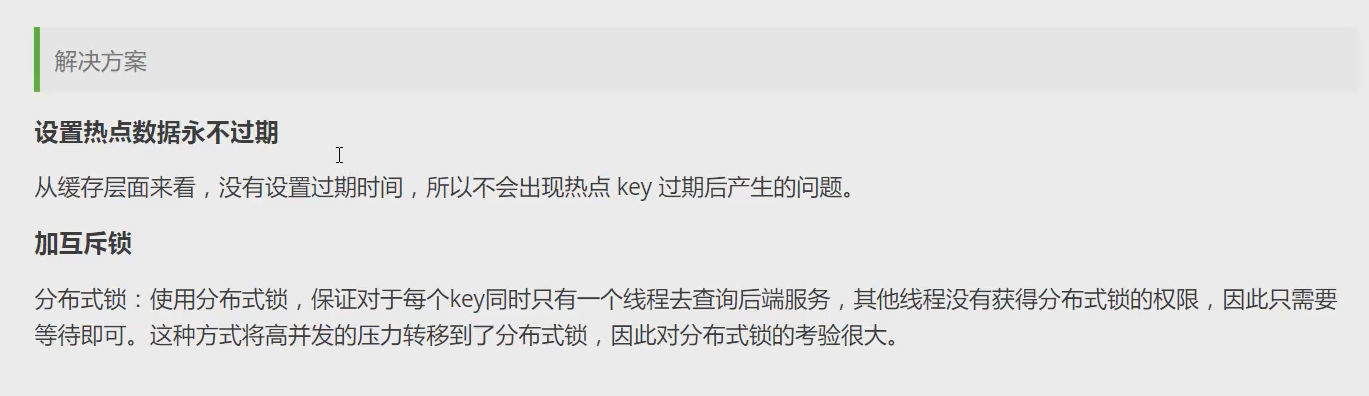 解决方案
设置热点数据永不过期
从缓存层面来看，没有设置过期时间，所以不会出现热点 key 过期后产生的问题。
加互斥锁
分布式锁：使用分布式锁，保证对于每个key同时只有一个线程去查询后端服务，其他线程没有获得分布式锁的权限，因此只需要
等待即可。这种方式将高并发的压力转移到了分布式锁，因此对分布式锁的考验很大。